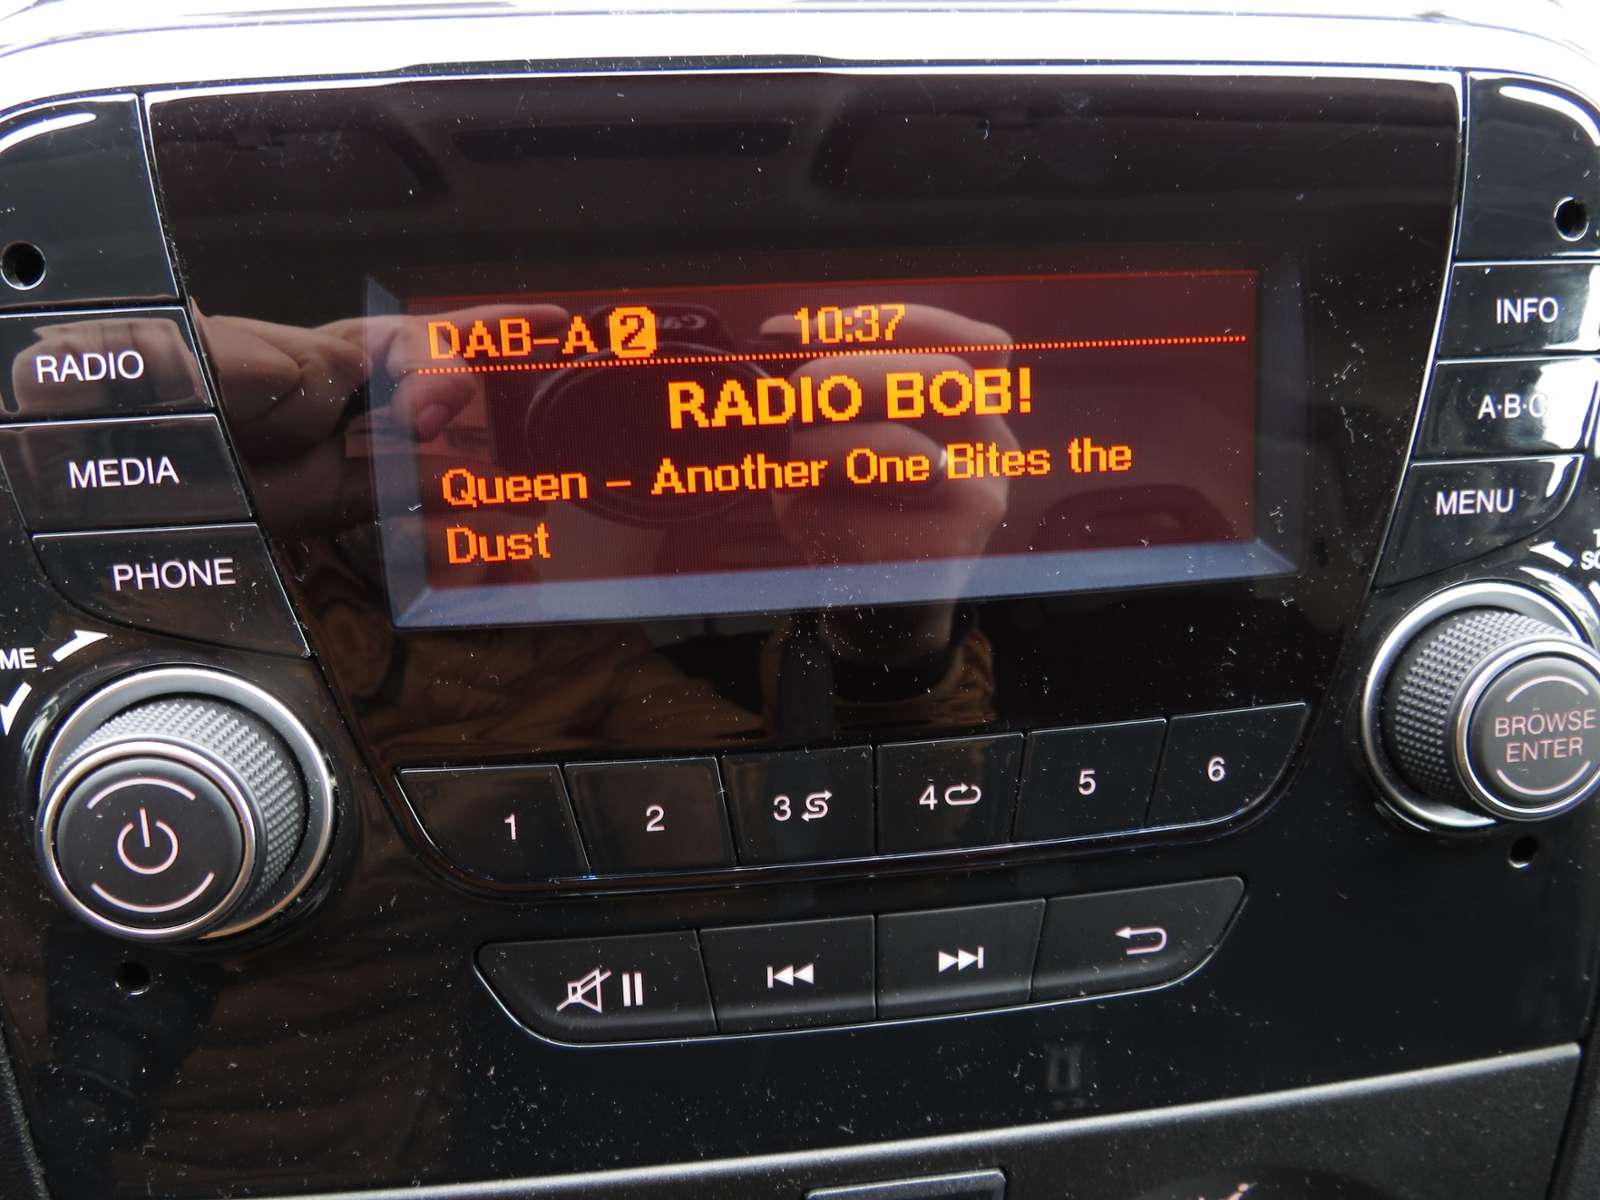 DAB-A 2 10:37
RADIO BOB!
Queen - Another One Bites the
Dust
RADIO
MEDIA
PHONE
INFO
A·B·C
MENU
BROWSE
ENTER
1
2
3
4
5
6